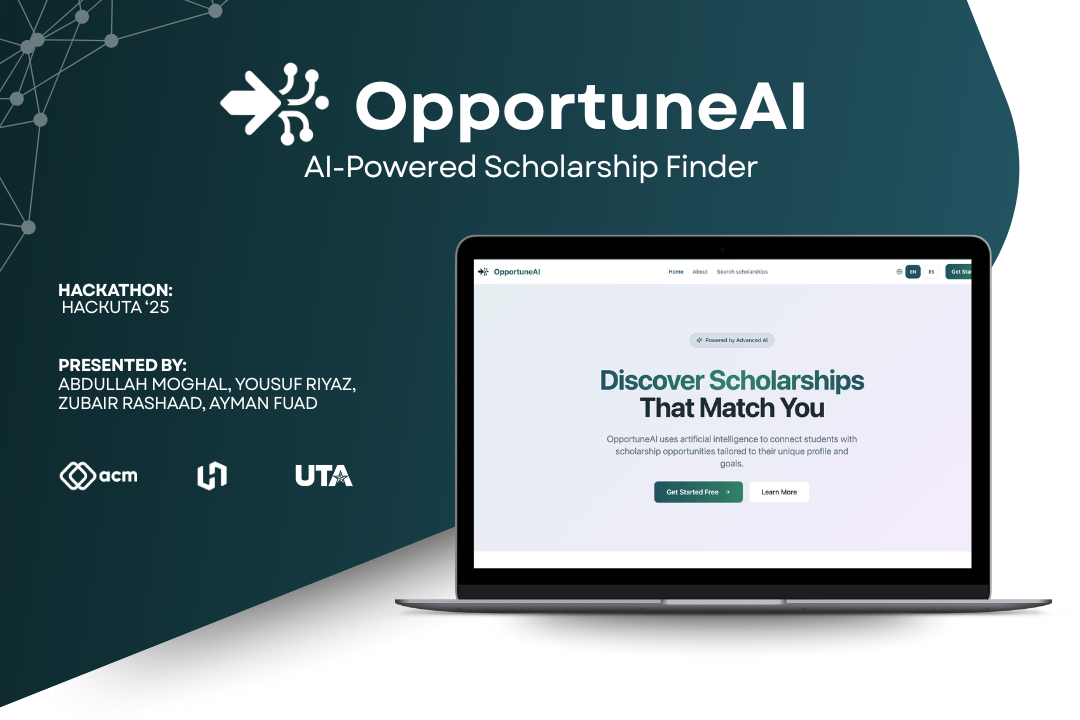 OpportuneAI
AI-Powered Scholarship Finder
HACKATHON:
HACKUTA ‘25
PRESENTED BY:
ABDULLAH MOGHAL, YOUSUF RIYAZ,
ZUBAIR RASHAAD, AYMAN FUAD
acm
UTA
OpportuneAI
Home About Search scholarships
EN ES Get Sta
Powered by Advanced AI
Discover Scholarships
That Match You
OpportuneAI uses artificial intelligence to connect students with
scholarship opportunities tailored to their unique profile and
goals.
Get Started Free →
Learn More